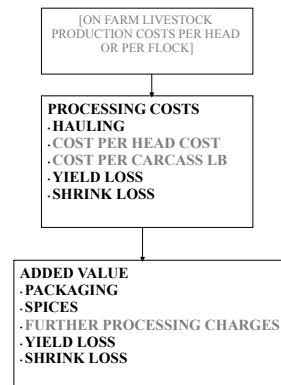 [ON FARM LIVESTOCK
PRODUCTION COSTS PER HEAD
OR PER FLOCK]
PROCESSING COSTS
· HAULING
· COST PER HEAD COST
· COST PER CARCASS LB
· YIELD LOSS
· SHRINK LOSS
ADDED VALUE
· PACKAGING
· SPICES
· FURTHER PROCESSING CHARGES
· YIELD LOSS
· SHRINK LOSS